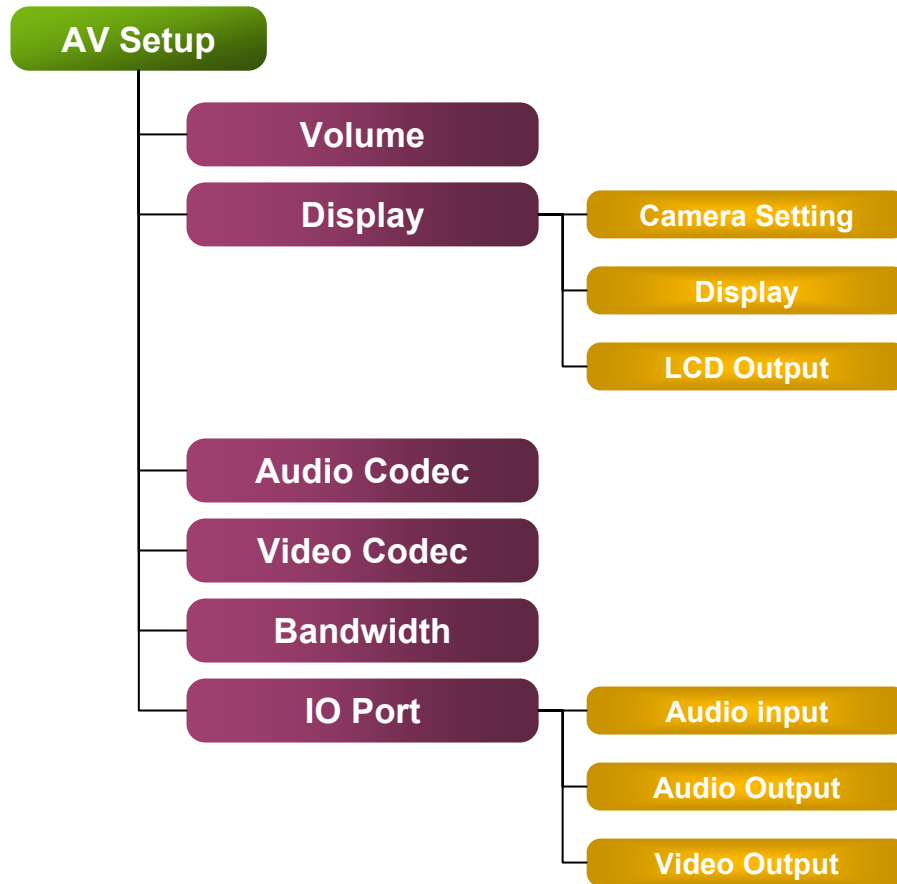 AV Setup
Volume
Display
Camera Setting
Display
LCD Output
Audio Codec
Video Codec
Bandwidth
IO Port
Audio input
Audio Output
Video Output